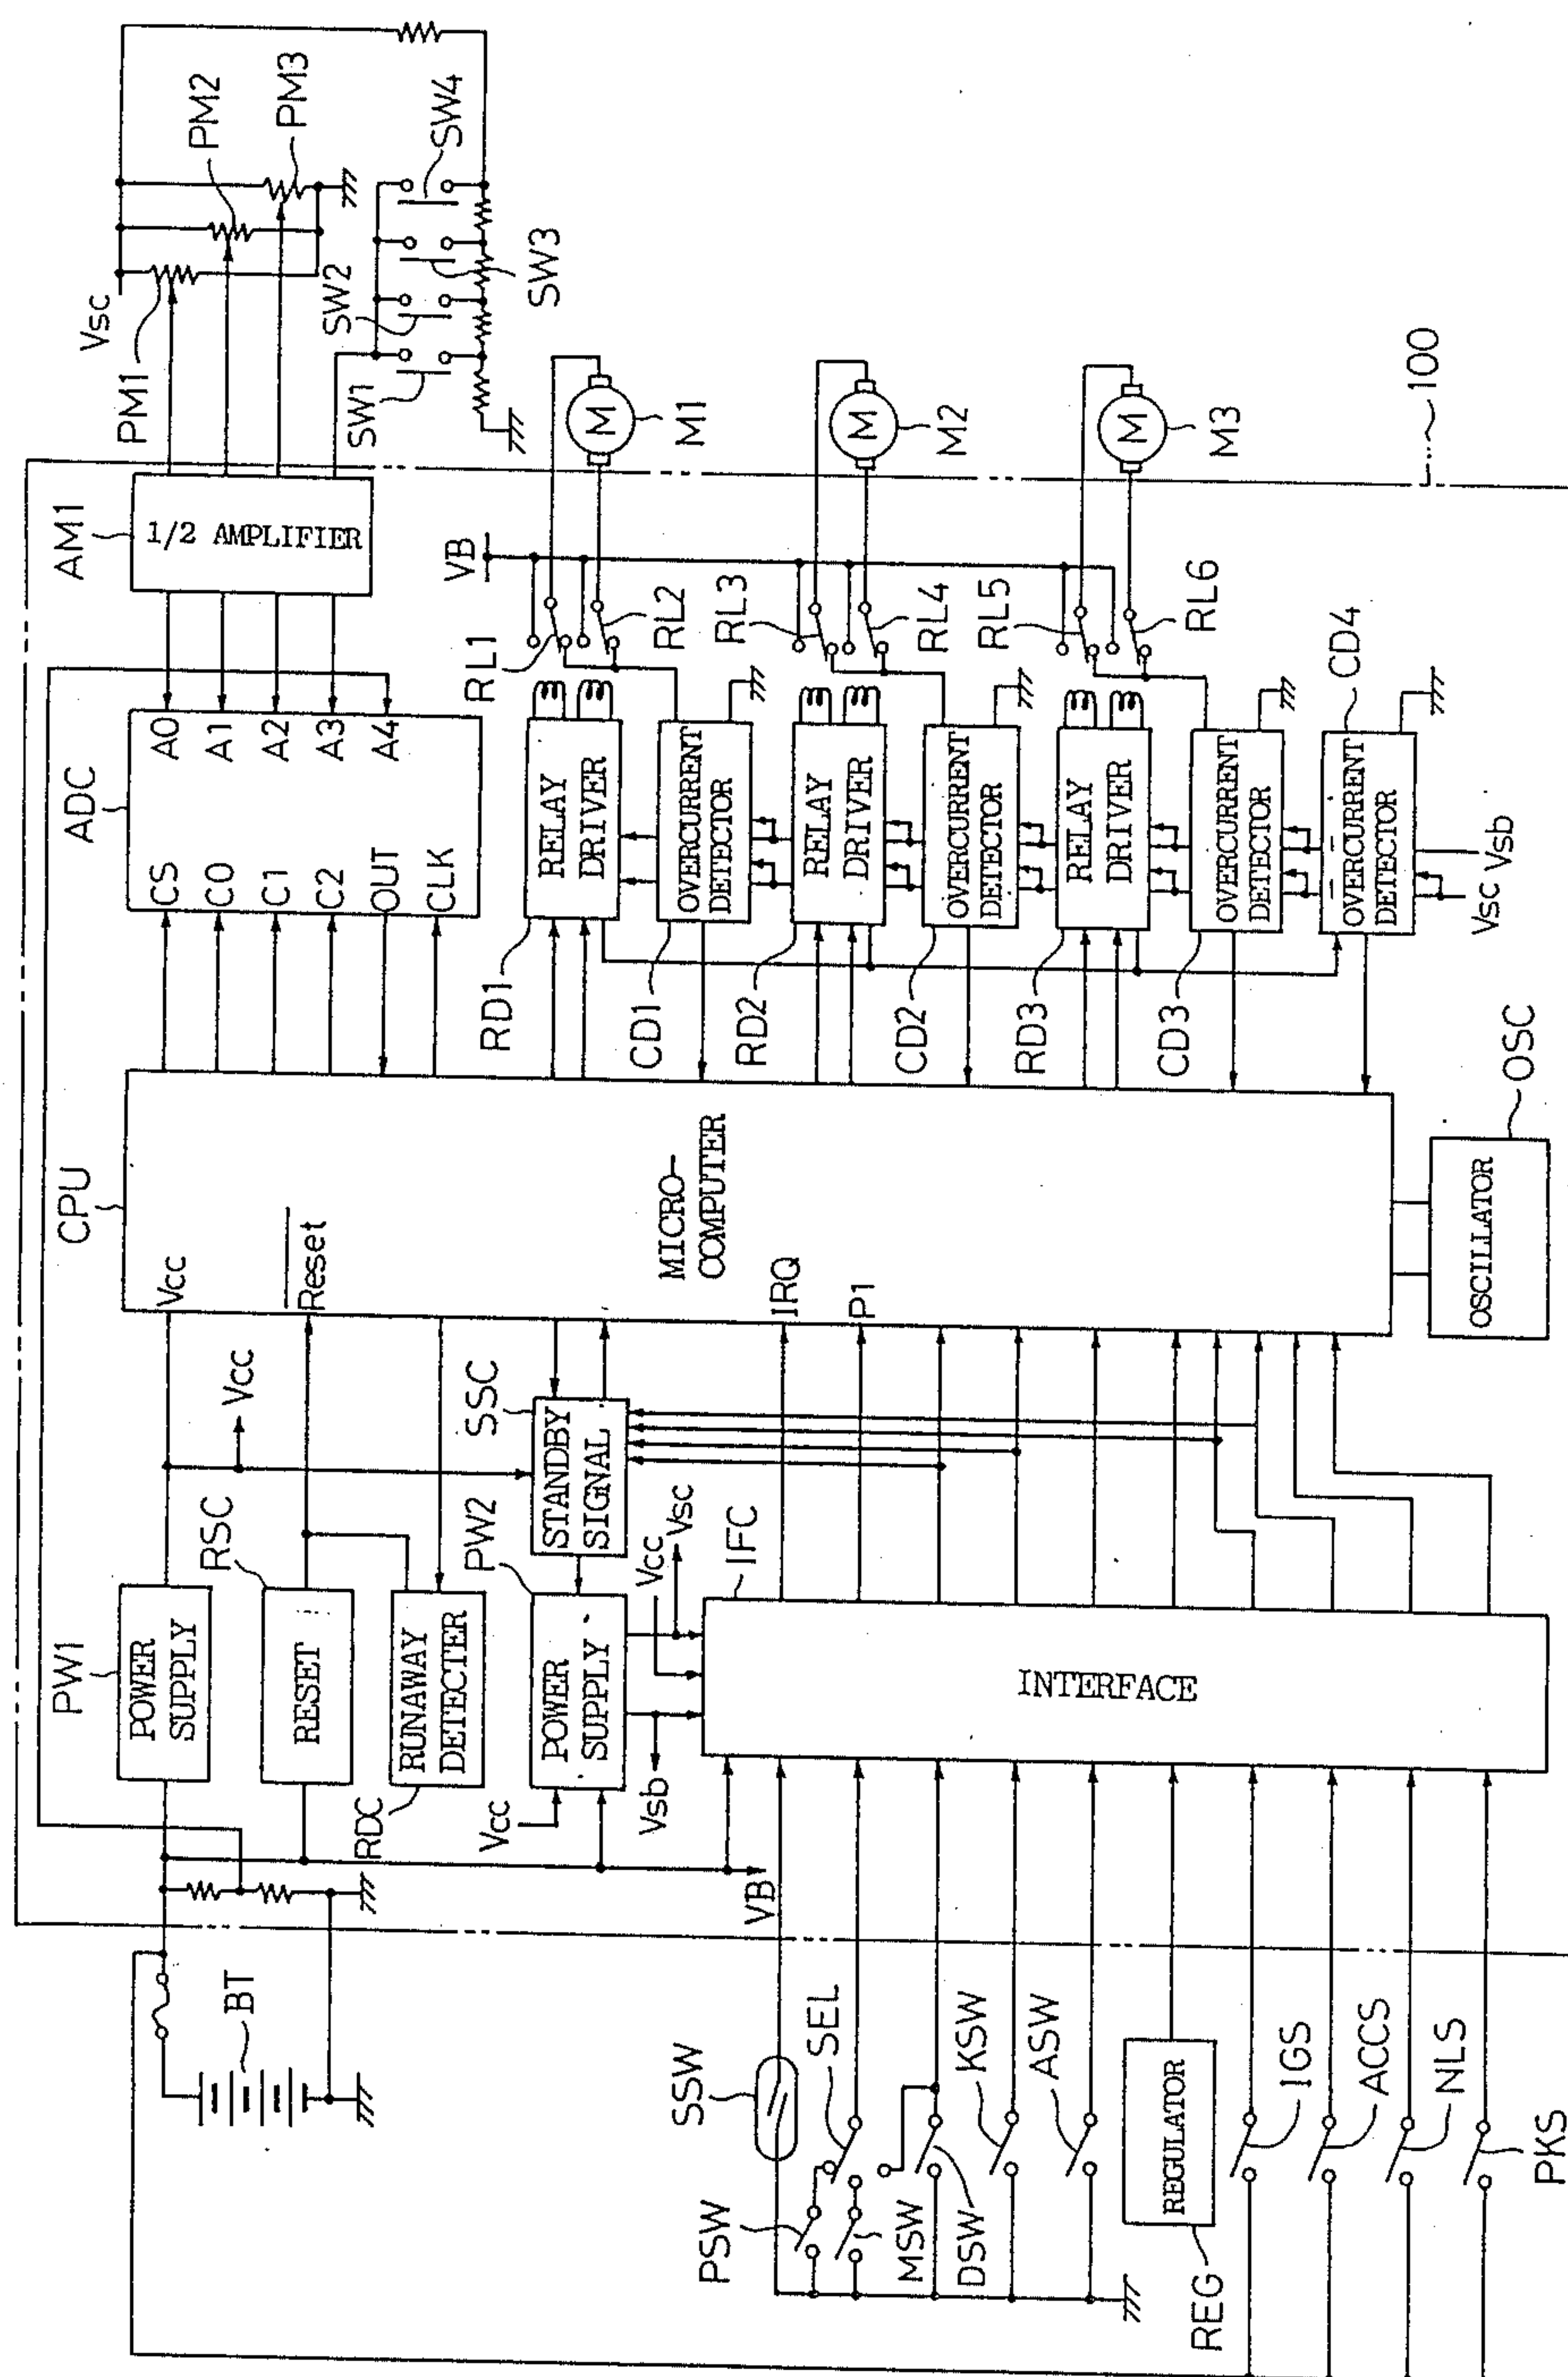 PM2
PM3
SW4
Vsc
PM1
SW2
SW3
SW1
M
M1
M
M2
M
M3
100
AM1
1/2 AMPLIFIER
VB
RL1
RL2
RL3
RL4
RL5
RL6
CD4
ADC
A0
A1
A2
A3
A4
CS
C0
C1
C2
OUT
CLK
RELAY
DRIVER
OVERCURRENT
DETECTOR
RELAY
DRIVER
OVERCURRENT
DETECTOR
RELAY
DRIVER
OVERCURRENT
DETECTOR
OVERCURRENT
DETECTOR
Vsc
Vsb
RD1
CD1
RD2
CD2
RD3
CD3
OSC
CPU
Vcc
Reset
MICRO-
COMPUTER
IRQ
P1
OSCILLATOR
Vcc
SSC
STANDBY
SIGNAL
RSC
PW2
Vcc
Vsc
IFC
PW1
POWER
SUPPLY
RESET
RUNAWAY
DETECTER
POWER
SUPPLY
INTERFACE
RDC
Vcc
Vsb
VB
BT
SSW
SEL
KSW
ASW
REGULATOR
IGS
ACCS
NLS
PKS
PSW
MSW
DSW
REG